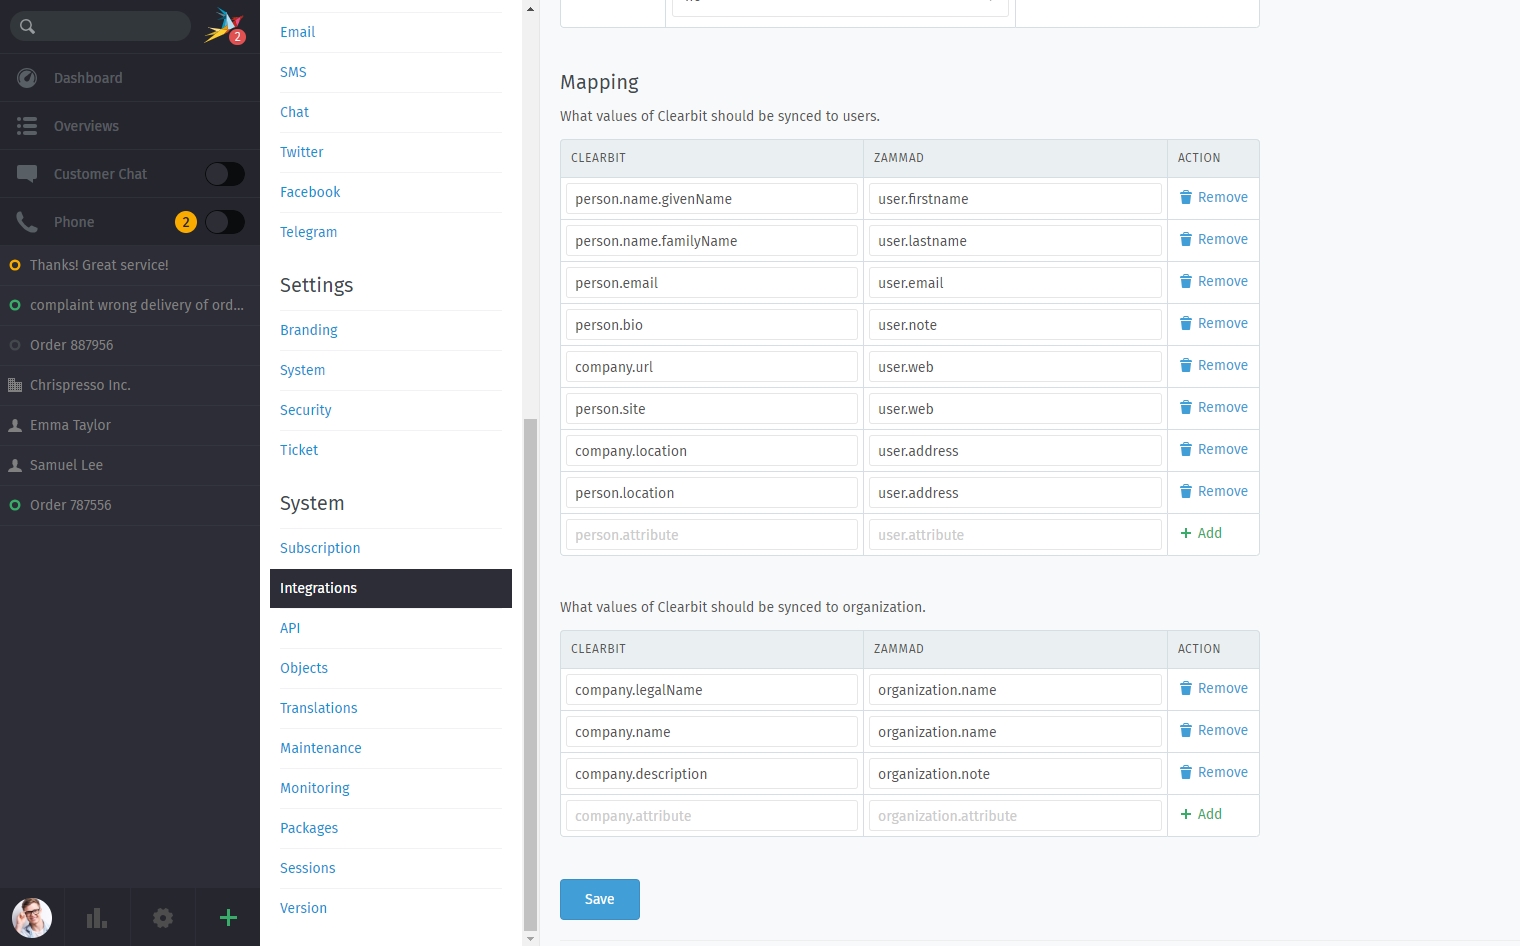 2
Dashboard
Overviews
Customer Chat
Phone 2
Thanks! Great service!
complaint wrong delivery of ord...
Order 887956
Chrispresso Inc.
Emma Taylor
Samuel Lee
Order 787556
Email
SMS
Chat
Twitter
Facebook
Telegram
Settings
Branding
System
Security
Ticket
System
Subscription
Integrations
API
Objects
Translations
Maintenance
Monitoring
Packages
Sessions
Version
Mapping
What values of Clearbit should be synced to users.
CLEARBIT ZAMMAD ACTION
person.name.givenName user.firstname Remove
person.name.familyName user.lastname Remove
person.email user.email Remove
person.bio user.note Remove
company.url user.web Remove
person.site user.web Remove
company.location user.address Remove
person.location user.address Remove
person.attribute user.attribute + Add
What values of Clearbit should be synced to organization.
CLEARBIT ZAMMAD ACTION
company.legalName organization.name Remove
company.name organization.name Remove
company.description organization.note Remove
company.attribute organization.attribute + Add
Save